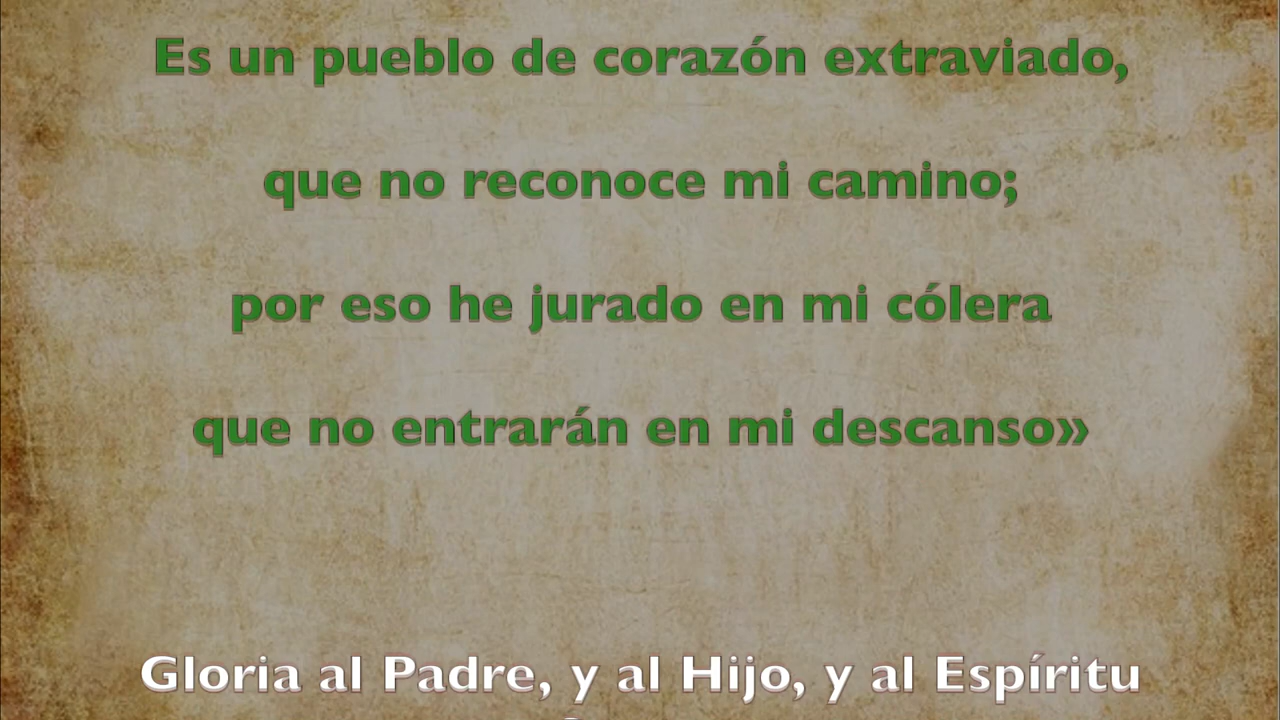 Es un pueblo de corazón extraviado,
que no reconoce mi camino;
por eso he jurado en mi cólera
que no entrarán en mi descanso»
Gloria al Padre, y al Hijo, y al Espíritu